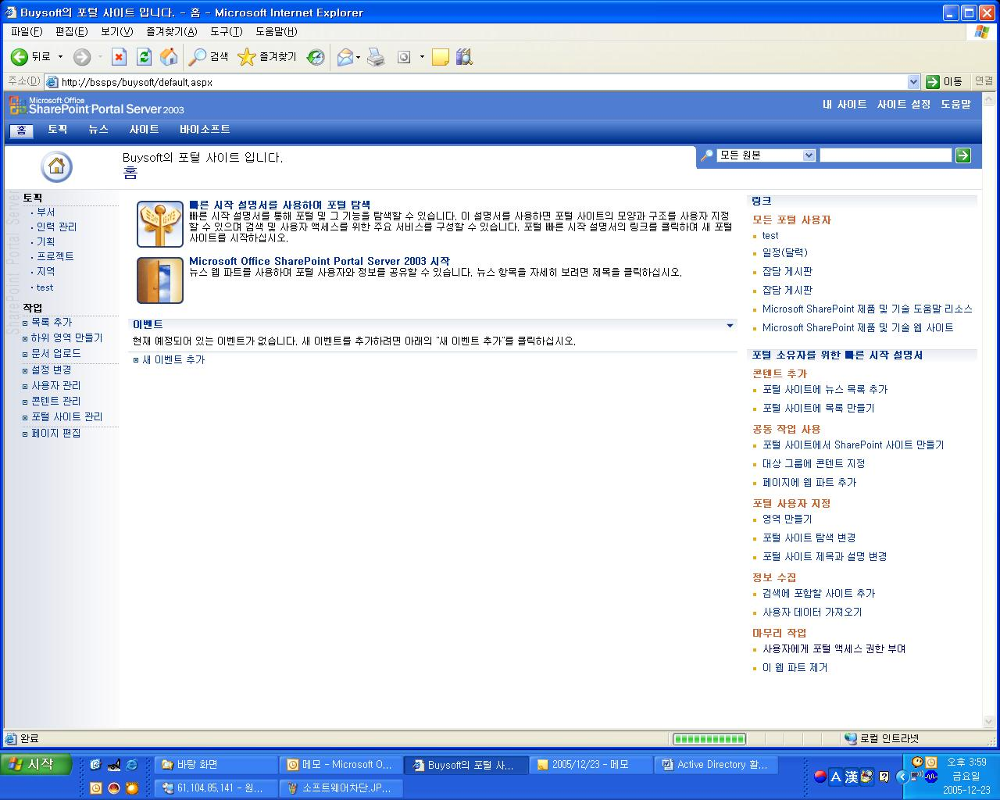 Buysoft의 포털 사이트 입니다. - 홈 - Microsoft Internet Explorer
파일(F) 편집(E) 보기(V) 즐겨찾기(A) 도구(T) 도움말(H)
뒤로 검색 즐겨찾기
주소(D) http://bssps/buysoft/default.aspx 이동 연결
Microsoft Office
SharePoint Portal Server 2003
내 사이트 사이트 설정 도움말
홈 토픽 뉴스 사이트 바이소프트
Buysoft의 포털 사이트 입니다.
홈
모든 원본
SharePoint Portal Server
토픽
부서
인력 관리
기획
프로젝트
지역
test
작업
목록 추가
하위 영역 만들기
문서 업로드
설정 변경
사용자 관리
콘텐트 관리
포털 사이트 관리
페이지 편집
빠른 시작 설명서를 사용하여 포털 탐색
빠른 시작 설명서를 통해 포털 및 그 기능을 탐색할 수 있습니다. 이 설명서를 사용하면 포털 사이트의 모양과 구조를 사용자 지정
할 수 있으며 검색 및 사용자 액세스를 위한 주요 서비스를 구성할 수 있습니다. 포털 빠른 시작 설명서의 링크를 클릭하여 새 포털
사이트를 시작하십시오.
Microsoft Office SharePoint Portal Server 2003 시작
뉴스 웹 파트를 사용하여 포털 사용자와 정보를 공유할 수 있습니다. 뉴스 항목을 자세히 보려면 제목을 클릭하십시오.
이벤트
현재 예정되어 있는 이벤트가 없습니다. 새 이벤트를 추가하려면 아래의 "새 이벤트 추가"를 클릭하십시오.
새 이벤트 추가
링크
모든 포털 사용자
test
일정(달력)
잡담 게시판
잡담 게시판
Microsoft SharePoint 제품 및 기술 도움말 리소스
Microsoft SharePoint 제품 및 기술 웹 사이트
포털 소유자를 위한 빠른 시작 설명서
콘텐트 추가
포털 사이트에 뉴스 목록 추가
포털 사이트에 목록 만들기
공동 작업 사용
포털 사이트에서 SharePoint 사이트 만들기
대상 그룹에 콘텐트 지정
페이지에 웹 파트 추가
포털 사용자 지정
영역 만들기
포털 사이트 탐색 변경
포털 사이트 제목과 설명 변경
정보 수집
검색에 포함할 사이트 추가
사용자 데이터 가져오기
마무리 작업
사용자에게 포털 액세스 권한 부여
이 웹 파트 제거
완료 로컬 인트라넷
시작 바탕 화면 메모 - Microsoft O... Buysoft의 포털 사... 2005/12/23 - 메모 Active Directory 활...
61.104.85.141 - 원... 소프트웨어차단.JP...
A 漢
오후 3:59
금요일
2005-12-23